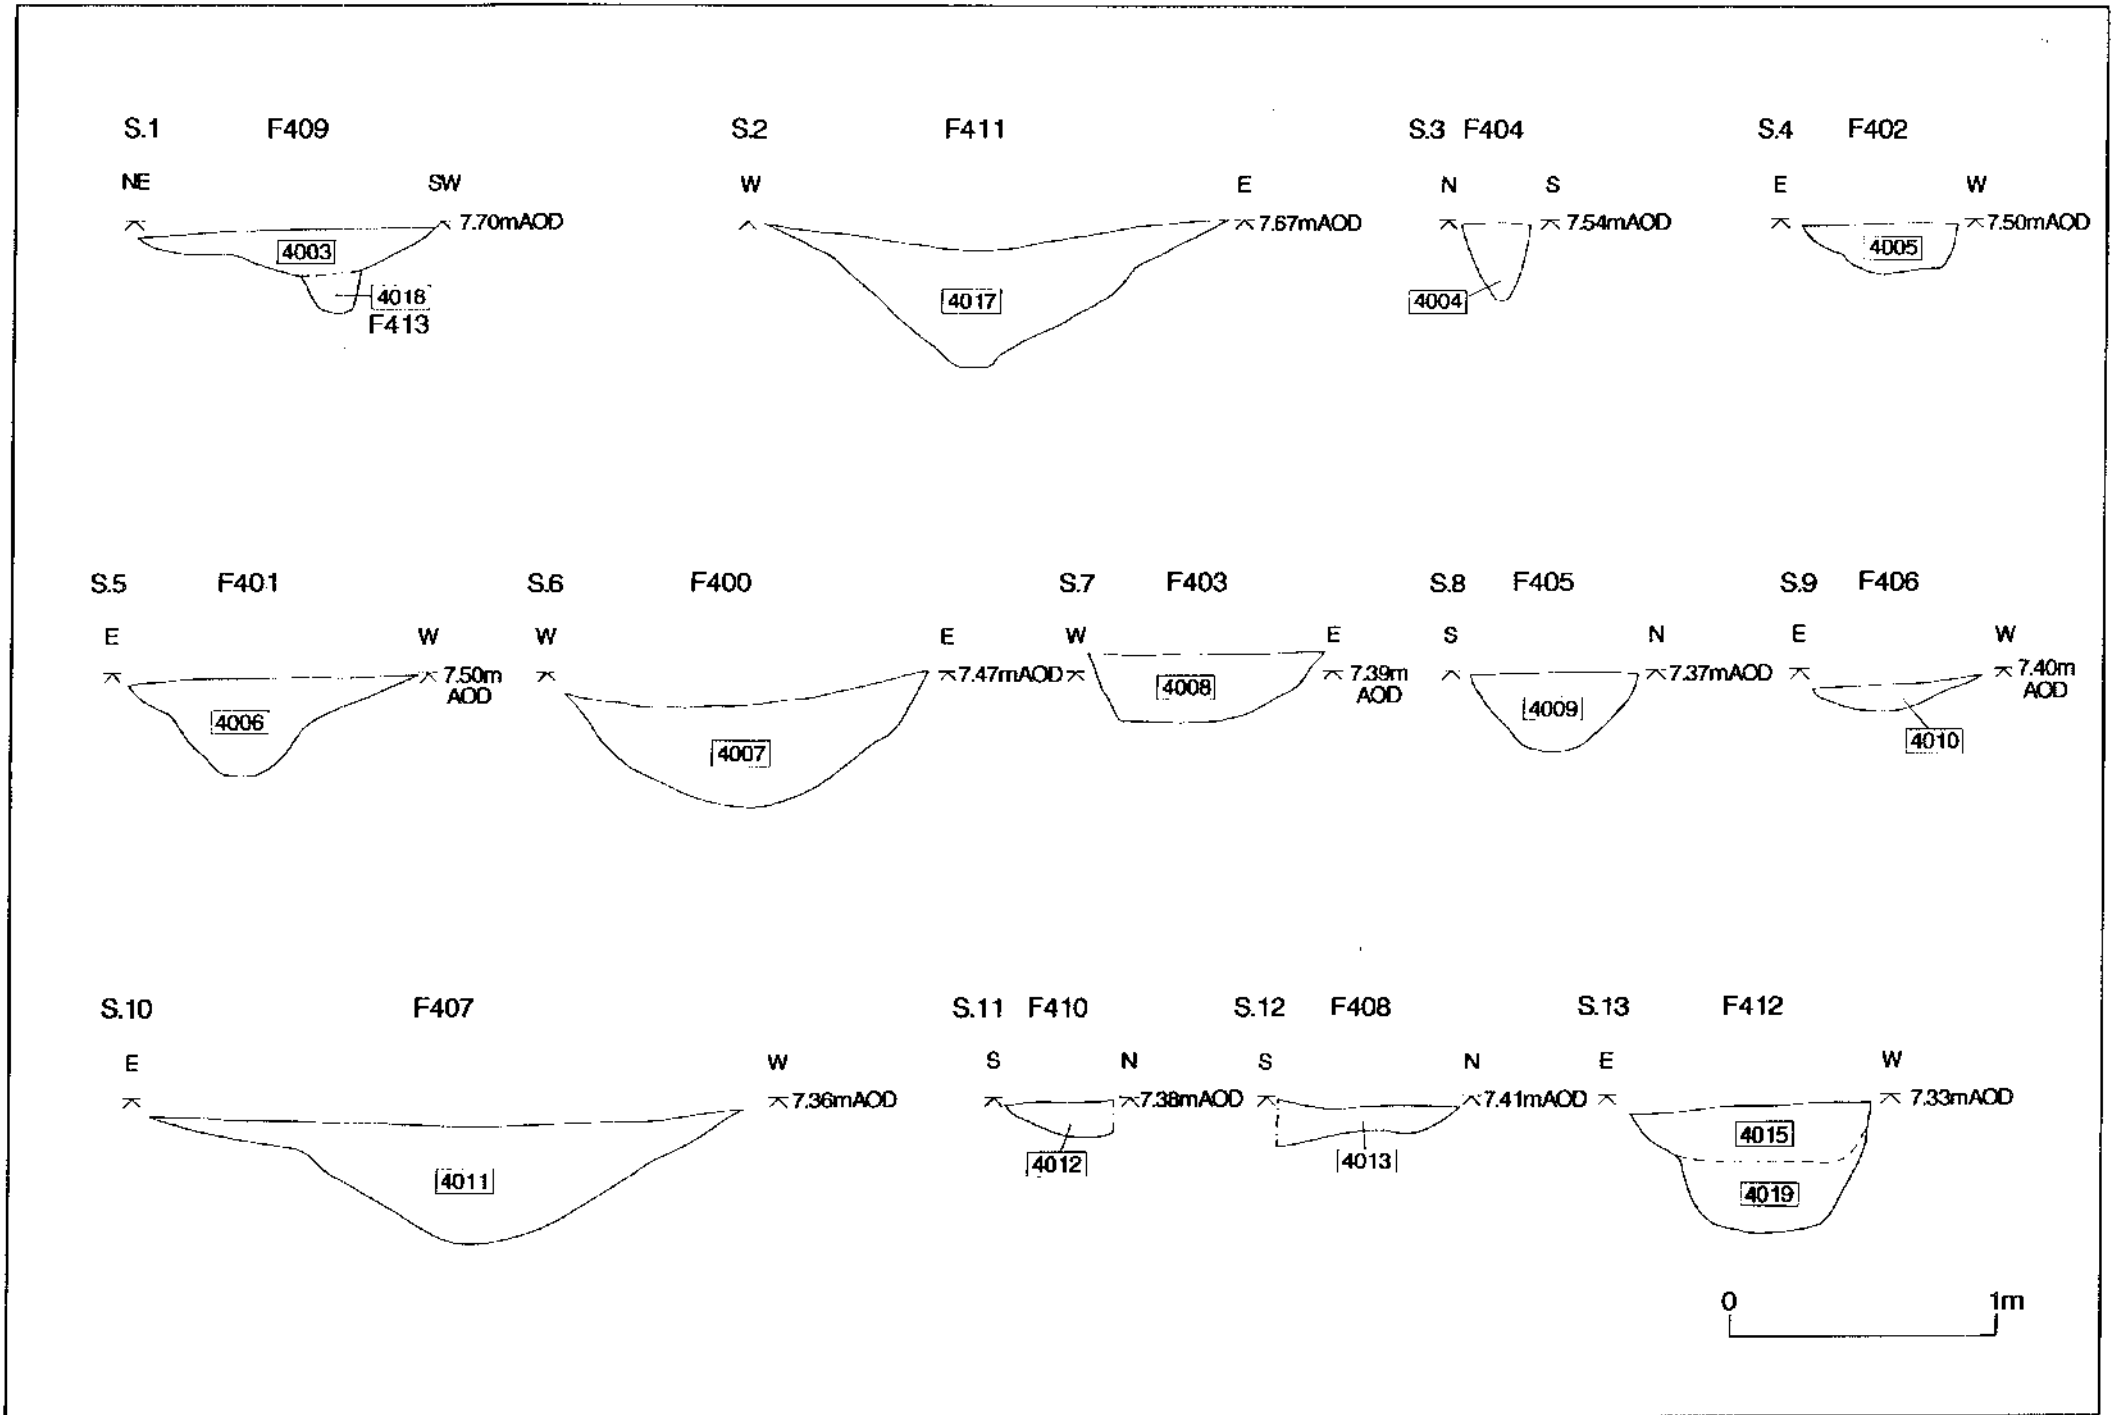 S.1 F409 S.2 F411 S.3 F404 S.4 F402
NE SW W E N S E W
7.70mAOD 7.67mAOD 7.54mAOD 7.50mAOD
4003 4005
4018 4017 4004
F413
S.5 F401 S.6 F400 S.7 F403 S.8 F405 S.9 F406
E W W E W E S N E W
7.50m 7.47mAOD 7.39m 7.37mAOD 7.40m
AOD AOD AOD
4006 4007 4008 4009 4010
S.10 F407 S.11 F410 S.12 F408 S.13 F412
E W S N S N E W
7.36mAOD 7.38mAOD 7.41mAOD 7.33mAOD
4015
4011 4012 4013 4019
0 1m